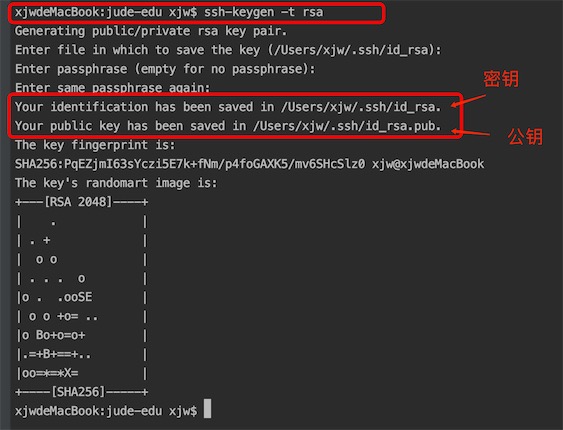 xjwdeMacBook:jude-edu xjw$ ssh-keygen -t rsa
Generating public/private rsa key pair.
Enter file in which to save the key (/Users/xjw/.ssh/id_rsa):
Enter passphrase (empty for no passphrase):
Enter same passphrase again:
Your identification has been saved in /Users/xjw/.ssh/id_rsa.
密钥
Your public key has been saved in /Users/xjw/.ssh/id_rsa.pub.
公钥
The key fingerprint is:
SHA256:PqEZjmI63sYczi5E7k+fNm/p4foGAXK5/mv6SHcSlz0 xjw@xjwdeMacBook
The key's randomart image is:
+---[RSA 2048]----+
|    .            |
| . +             |
|  o o            |
| . . .  o        |
|o .  .ooSE       |
| o o +o= ..      |
|o Bo+o=o+        |
|.=+B+==+..       |
|oo=*=*X=         |
+----[SHA256]-----+
xjwdeMacBook:jude-edu xjw$